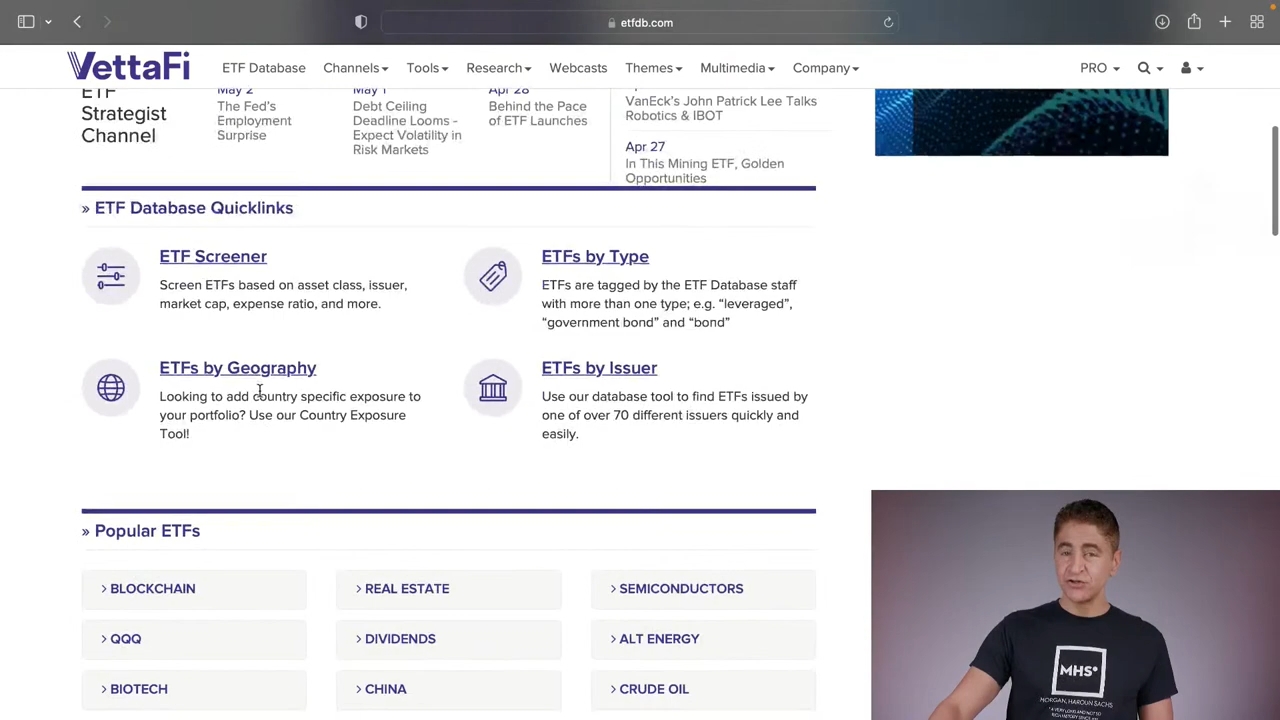 etfdb.com
VettaFi
ETF Database
Channels
Tools
Research
Webcasts
Themes
Multimedia
Company
PRO
ETF
Strategist
Channel
May 2
The Fed's
Employment
Surprise
May 1
Debt Ceiling
Deadline Looms -
Expect Volatility in
Risk Markets
Apr 28
Behind the Pace
of ETF Launches
VanEck's John Patrick Lee Talks
Robotics & IBOT
Apr 27
In This Mining ETF, Golden
Opportunities
» ETF Database Quicklinks
ETF Screener
Screen ETFs based on asset class, issuer,
market cap, expense ratio, and more.
ETFs by Type
ETFs are tagged by the ETF Database staff
with more than one type; e.g. “leveraged”,
“government bond” and “bond”
ETFs by Geography
Looking to add country specific exposure to
your portfolio? Use our Country Exposure
Tool!
ETFs by Issuer
Use our database tool to find ETFs issued by
one of over 70 different issuers quickly and
easily.
» Popular ETFs
> BLOCKCHAIN
> REAL ESTATE
> SEMICONDUCTORS
> QQQ
> DIVIDENDS
> ALT ENERGY
> BIOTECH
> CHINA
> CRUDE OIL
MHS
MORGAN, HAROUN SACHS